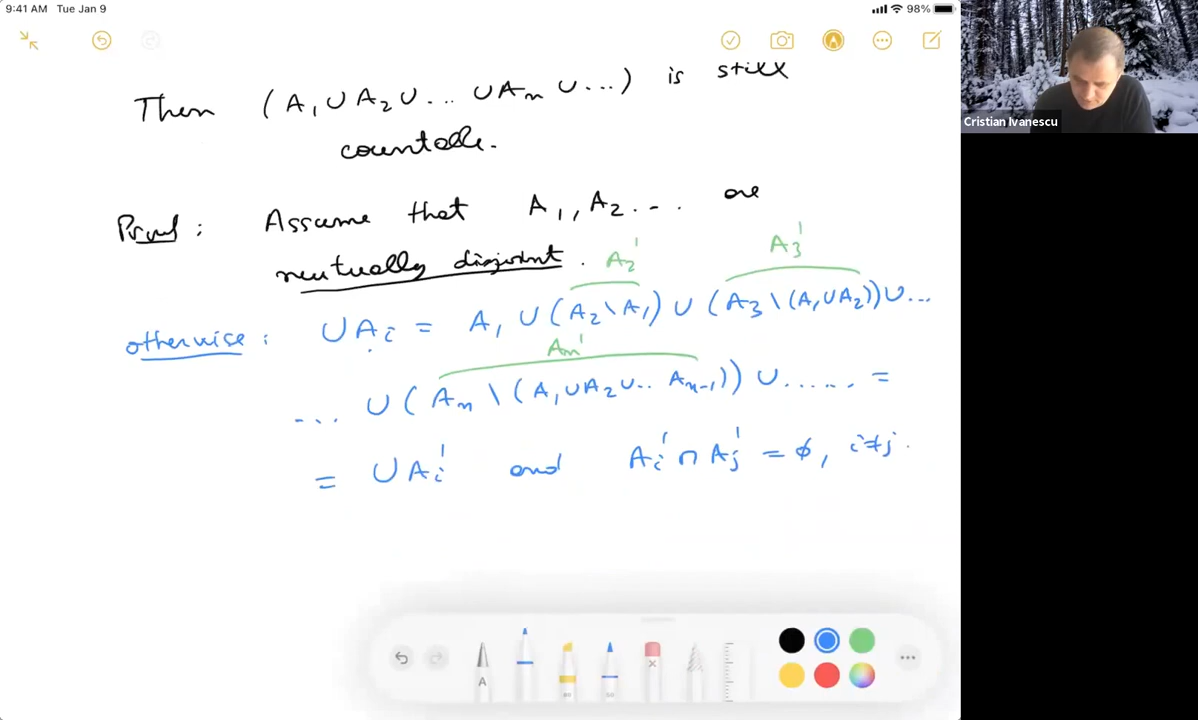 9:41 AM Tue Jan 9
98%
Cristian Ivanescu
Then (A₁ ∪ A₂ ∪ ... ∪ Aₙ ∪ ...) is still
countable.
Proof : Assume that A₁, A₂ ... are
mutually disjoint.
A₂' A₃'
otherwise : ∪ Aᵢ = A₁ ∪ (A₂ \ A₁) ∪ (A₃ \ (A₁ ∪ A₂)) ∪ ...
Aₙ'
... ∪ (Aₙ \ (A₁ ∪ A₂ ∪ .. Aₙ₋₁)) ∪ ...... =
= ∪ Aᵢ' and Aᵢ' ∩ Aⱼ' = ϕ, i ≠ j.
A